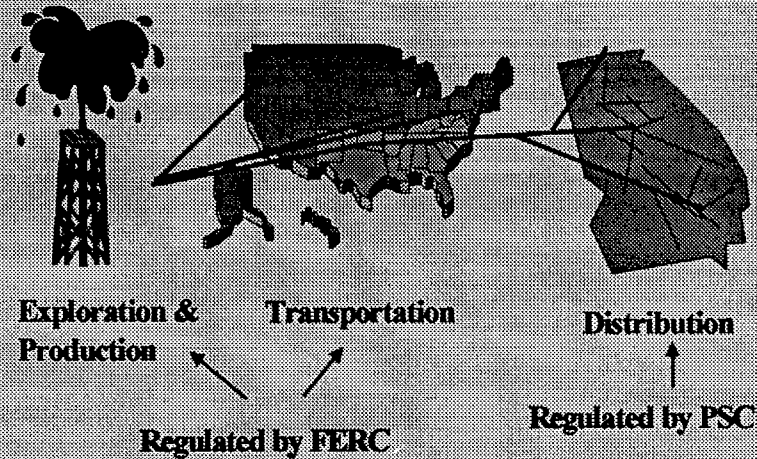 Exploration &
Production
Transportation
Distribution
Regulated by FERC
Regulated by PSC